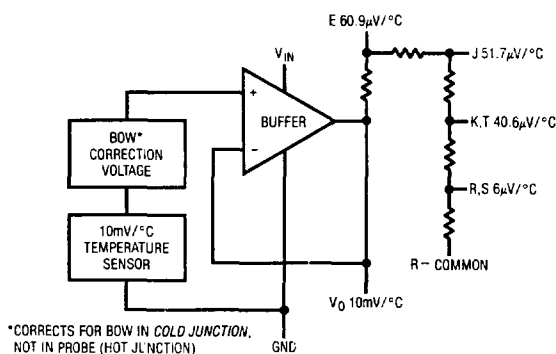 E 60.9µV/°C
J 51.7µV/°C
VIN
+
BUFFER
K,T 40.6µV/°C
BOW*
CORRECTION
VOLTAGE
−
R,S 6µV/°C
10mV/°C
TEMPERATURE
SENSOR
R− COMMON
VO 10mV/°C
*CORRECTS FOR BOW IN COLD JUNCTION,
NOT IN PROBE (HOT JUNCTION)
GND